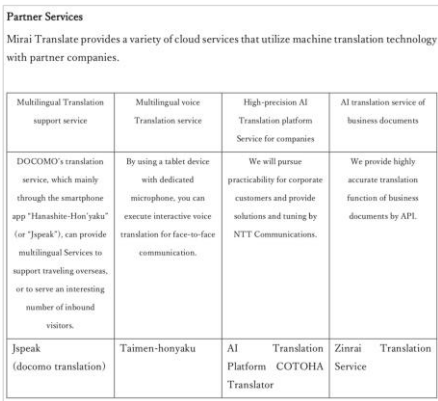 Partner Services
Mirai Translate provides a variety of cloud services that utilize machine translation technology
with partner companies.
Multilingual Translation
support service
Multilingual voice
Translation service
High-precision AI
Translation platform
Service for companies
AI translation service of
business documents
DOCOMO's translation
service, which mainly
through the smartphone
app "Hanashite-Hon'yaku"
(or "Jspeak"), can provide
multilingual Services to
support traveling overseas,
or to serve an interesting
number of inbound
visitors.
By using a tablet device
with dedicated
microphone, you can
execute interactive voice
translation for face-to-face
communication.
We will pursue
practicability for corporate
customers and provide
solutions and tuning by
NTT Communications.
We provide highly
accurate translation
function of business
documents by API.
Jspeak
(docomo translation)
Taimen-honyaku
AI Translation
Platform COTOHA
Translator
Zinrai Translation
Service